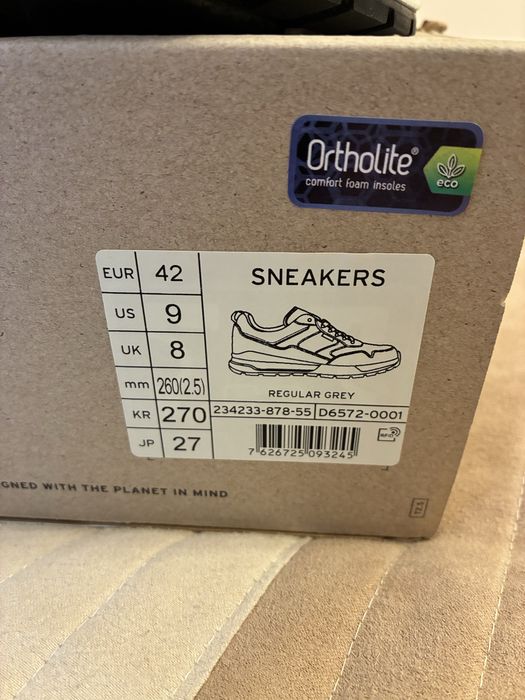 Ortholite®
comfort foam insoles
eco
EUR 42
US 9
UK 8
mm 260(2.5)
KR 270
JP 27
SNEAKERS
REGULAR GREY
234233-878-55 D6572-0001
7 626725 093245
RFID
GNED WITH THE PLANET IN MIND